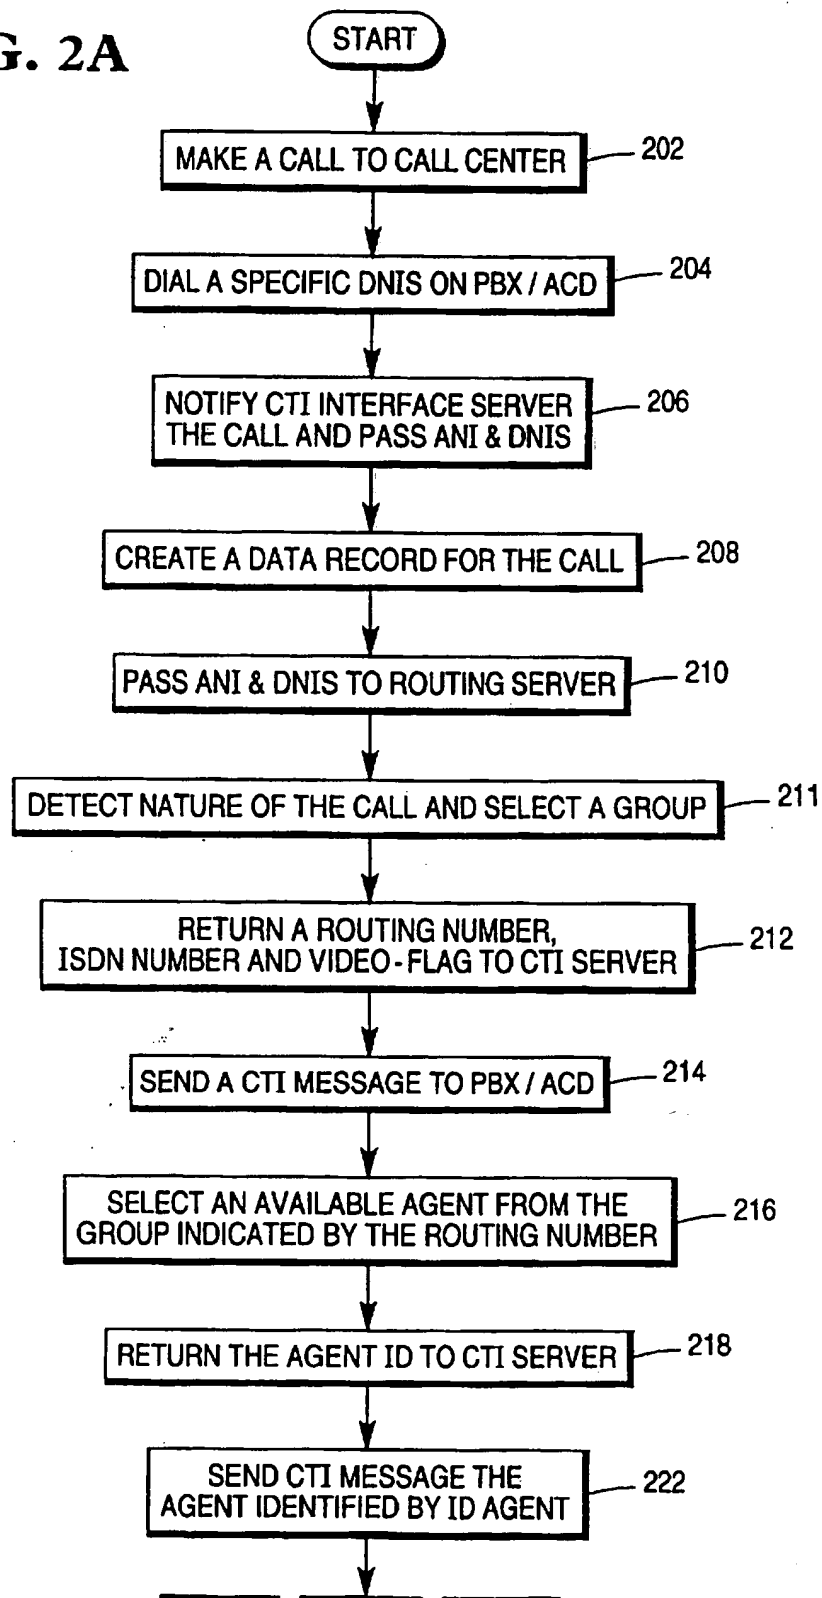 G. 2A
START
MAKE A CALL TO CALL CENTER
202
DIAL A SPECIFIC DNIS ON PBX / ACD
204
NOTIFY CTI INTERFACE SERVER
THE CALL AND PASS ANI & DNIS
206
CREATE A DATA RECORD FOR THE CALL
208
PASS ANI & DNIS TO ROUTING SERVER
210
DETECT NATURE OF THE CALL AND SELECT A GROUP
211
RETURN A ROUTING NUMBER,
ISDN NUMBER AND VIDEO - FLAG TO CTI SERVER
212
SEND A CTI MESSAGE TO PBX / ACD
214
SELECT AN AVAILABLE AGENT FROM THE
GROUP INDICATED BY THE ROUTING NUMBER
216
RETURN THE AGENT ID TO CTI SERVER
218
SEND CTI MESSAGE THE
AGENT IDENTIFIED BY ID AGENT
222